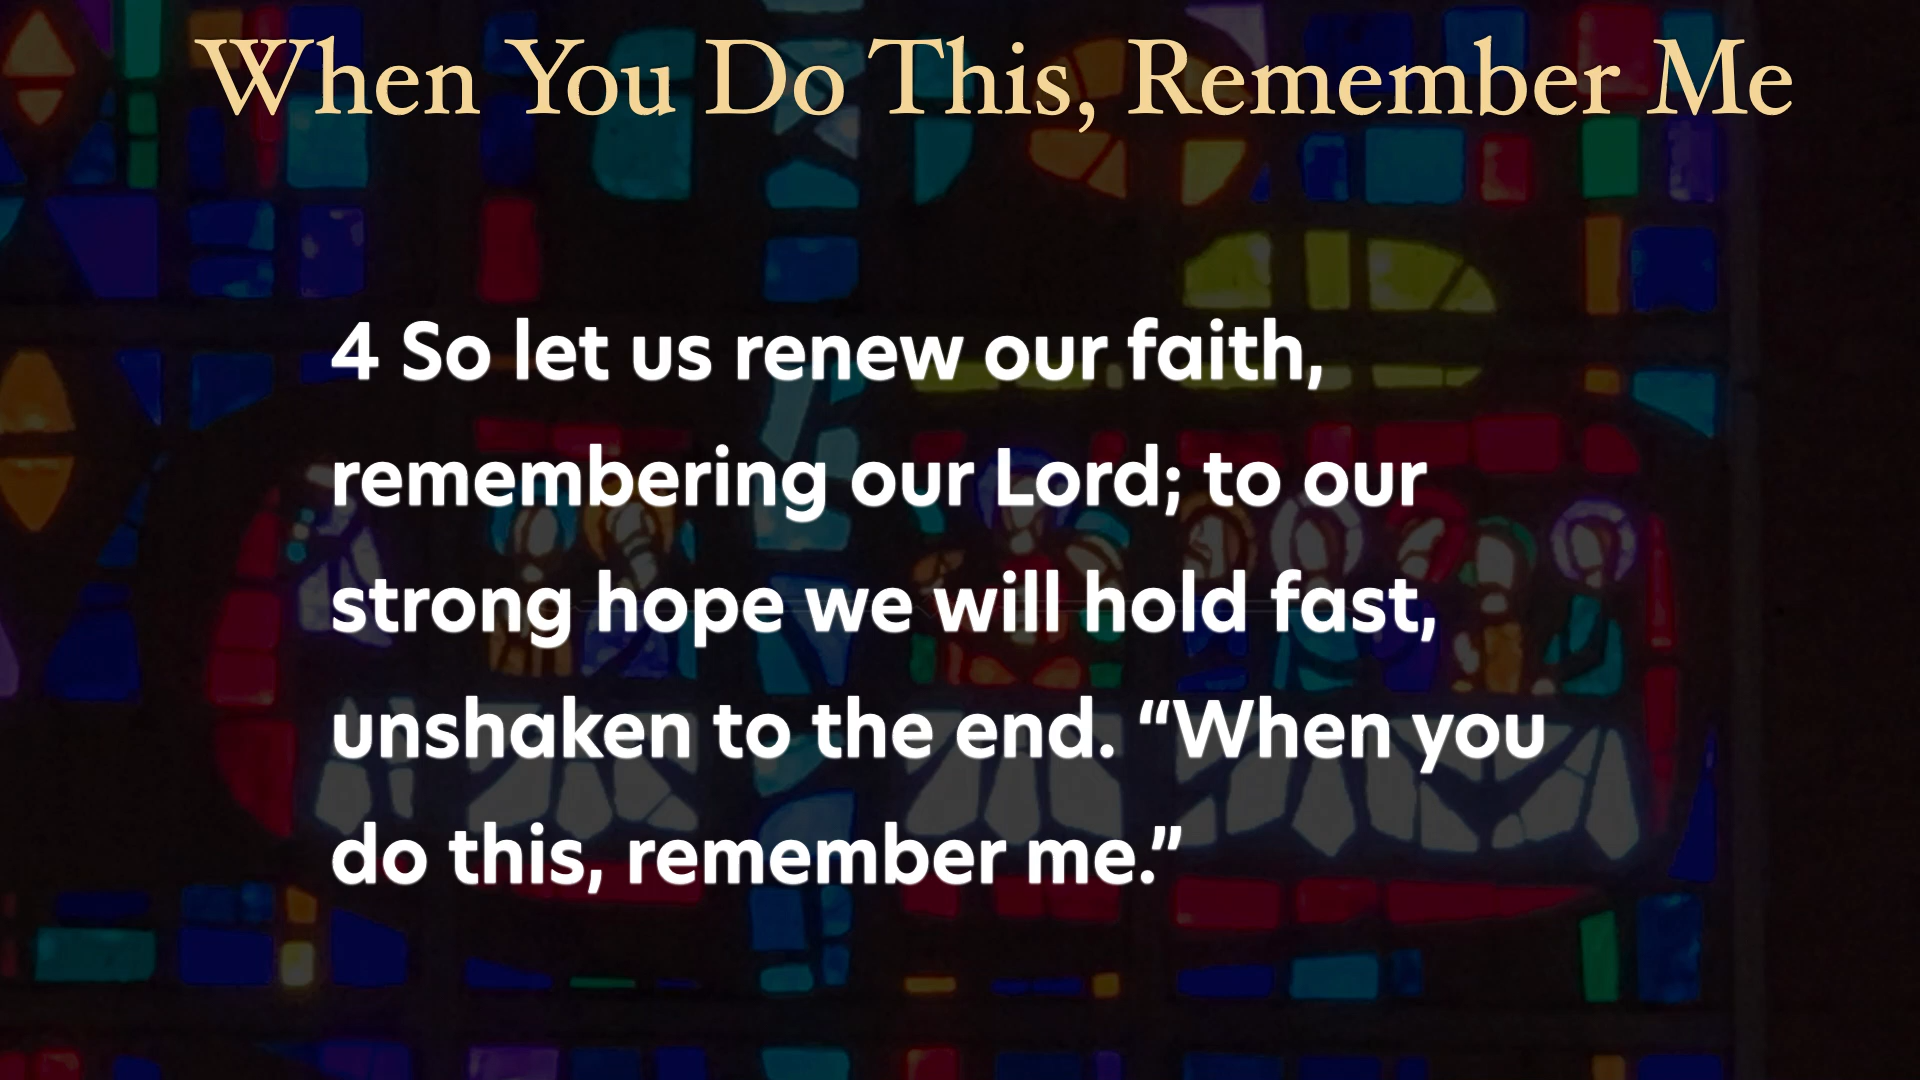 When You Do This, Remember Me
4 So let us renew our faith,
remembering our Lord; to our
strong hope we will hold fast,
unshaken to the end. “When you
do this, remember me.”